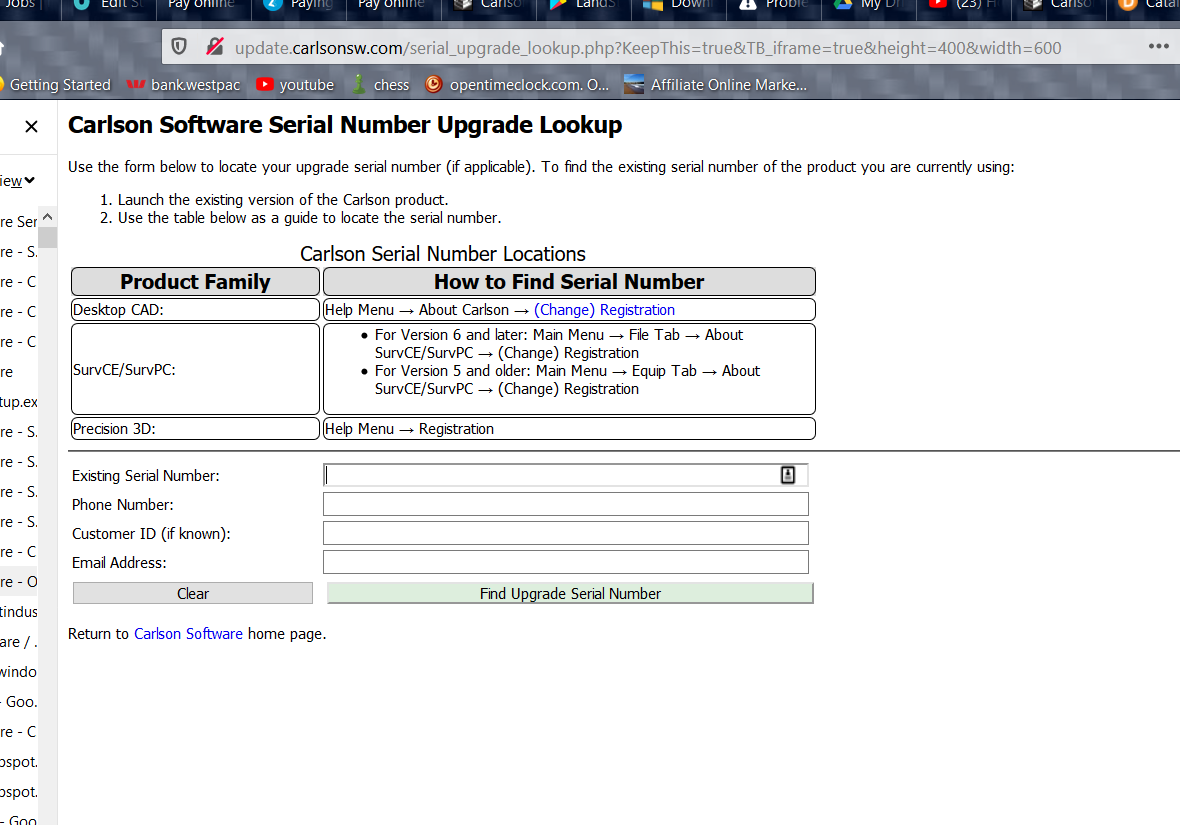 Jobs
Edit S
Pay online
Paying
Pay online
Carlso
LandS
Down
Proble
My Dr
(23) H
Carlso
Catal
update.carlsonsw.com/serial_upgrade_lookup.php?KeepThis=true&TB_iframe=true&height=400&width=600
Getting Started
bank.westpac
youtube
chess
opentimeclock.com. O...
Affiliate Online Marke...
iew
re Ser
re - S.
re - C
re - C
re - C
re
tup.ex
re - S.
re - S.
re - S.
re - S.
re - C
re - O
tindus
are / .
windo
- Goo.
re - C
ospot.
ospot.
- Goo
Carlson Software Serial Number Upgrade Lookup
Use the form below to locate your upgrade serial number (if applicable). To find the existing serial number of the product you are currently using:
1. Launch the existing version of the Carlson product.
2. Use the table below as a guide to locate the serial number.
Carlson Serial Number Locations
Product Family
How to Find Serial Number
Desktop CAD:
Help Menu → About Carlson → (Change) Registration
SurvCE/SurvPC:
• For Version 6 and later: Main Menu → File Tab → About
SurvCE/SurvPC → (Change) Registration
• For Version 5 and older: Main Menu → Equip Tab → About
SurvCE/SurvPC → (Change) Registration
Precision 3D:
Help Menu → Registration
Existing Serial Number:
Phone Number:
Customer ID (if known):
Email Address:
Clear
Find Upgrade Serial Number
Return to Carlson Software home page.